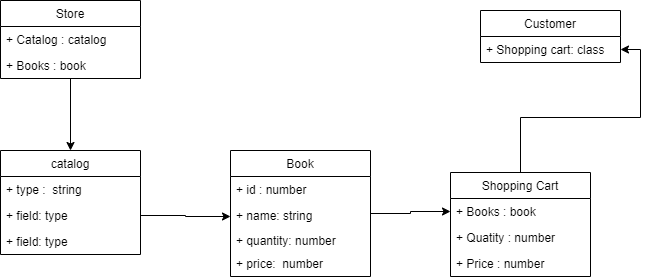 Store
+ Catalog : catalog
+ Books : book
Customer
+ Shopping cart: class
catalog
+ type :  string
+ field: type
+ field: type
Book
+ id : number
+ name: string
+ quantity: number
+ price:  number
Shopping Cart
+ Books : book
+ Quatity : number
+ Price : number